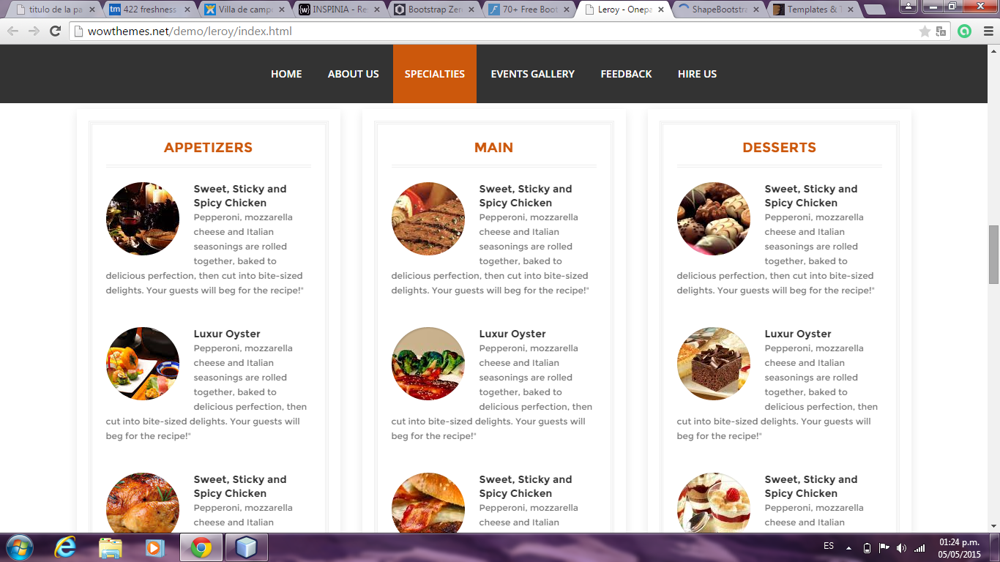 titulo de la pa
tm 422 freshness
Villa de campo
{w} INSPINIA - Re
Bootstrap Zer
70+ Free Boot
Leroy - Onepa
ShapeBootstra
Templates & T
wowthemes.net/demo/leroy/index.html
HOME
ABOUT US
SPECIALTIES
EVENTS GALLERY
FEEDBACK
HIRE US
APPETIZERS
Sweet, Sticky and
Spicy Chicken
Pepperoni, mozzarella
cheese and Italian
seasonings are rolled
together, baked to
delicious perfection, then cut into bite-sized
delights. Your guests will beg for the recipe!"
Luxur Oyster
Pepperoni, mozzarella
cheese and Italian
seasonings are rolled
together, baked to
delicious perfection, then
cut into bite-sized delights. Your guests will
beg for the recipe!"
Sweet, Sticky and
Spicy Chicken
Pepperoni, mozzarella
cheese and Italian
MAIN
Sweet, Sticky and
Spicy Chicken
Pepperoni, mozzarella
cheese and Italian
seasonings are rolled
together, baked to
delicious perfection, then cut into bite-sized
delights. Your guests will beg for the recipe!"
Luxur Oyster
Pepperoni, mozzarella
cheese and Italian
seasonings are rolled
together, baked to
delicious perfection, then
cut into bite-sized delights. Your guests will
beg for the recipe!"
Sweet, Sticky and
Spicy Chicken
Pepperoni, mozzarella
cheese and Italian
DESSERTS
Sweet, Sticky and
Spicy Chicken
Pepperoni, mozzarella
cheese and Italian
seasonings are rolled
together, baked to
delicious perfection, then cut into bite-sized
delights. Your guests will beg for the recipe!"
Luxur Oyster
Pepperoni, mozzarella
cheese and Italian
seasonings are rolled
together, baked to
delicious perfection, then
cut into bite-sized delights. Your guests will
beg for the recipe!"
Sweet, Sticky and
Spicy Chicken
Pepperoni, mozzarella
cheese and Italian
ES
01:24 p.m.
05/05/2015